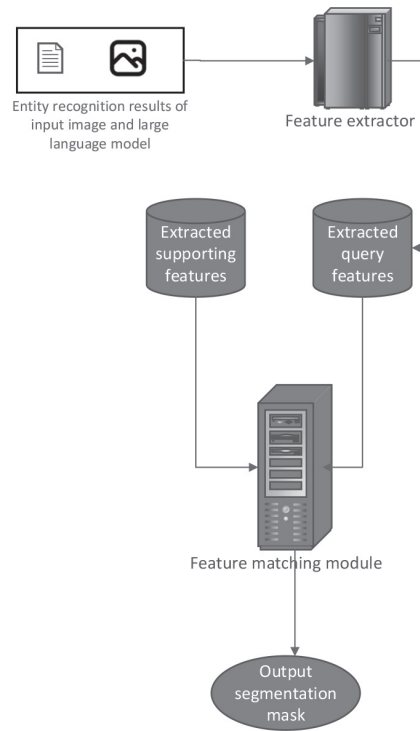 Entity recognition results of
input image and large
language model
Feature extractor
Extracted
supporting
features
Extracted
query
features
Feature matching module
Output
segmentation
mask